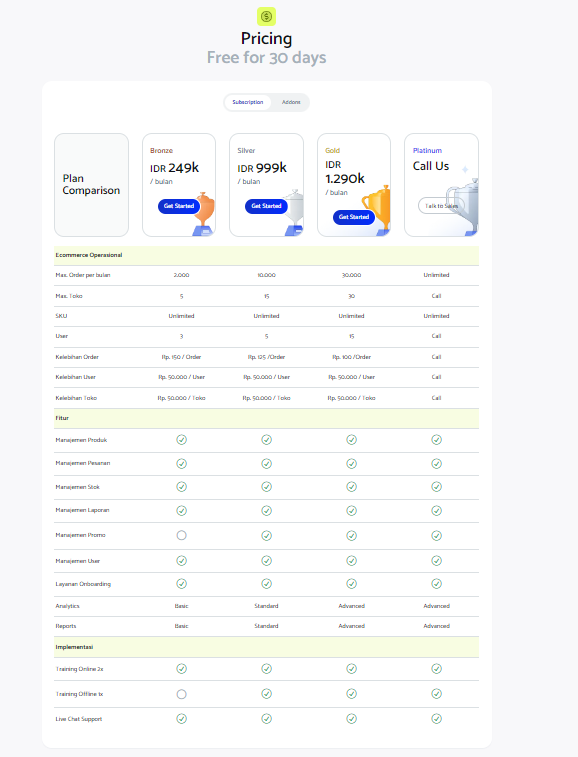 Pricing
Free for 30 days
Subscription Addons
Plan
Comparison
Bronze
IDR 249k
/ bulan
Get Started
Silver
IDR 999k
/ bulan
Get Started
Gold
IDR
1.290k
/ bulan
Get Started
Platinum
Call Us
Talk to Sales
Ecommerce Operasional
Max. Order per bulan 2.000 10.000 30.000 Unlimited
Max. Toko 5 15 30 Call
SKU Unlimited Unlimited Unlimited Unlimited
User 3 5 15 Call
Kelebihan Order Rp. 150 / Order Rp. 125 /Order Rp. 100 /Order Call
Kelebihan User Rp. 50.000 / User Rp. 50.000 / User Rp. 50.000 / User Call
Kelebihan Toko Rp. 50.000 / Toko Rp. 50.000 / Toko Rp. 50.000 / Toko Call
Fitur
Manajemen Produk
Manajemen Pesanan
Manajemen Stok
Manajemen Laporan
Manajemen Promo
Manajemen User
Layanan Onboarding
Analytics Basic Standard Advanced Advanced
Reports Basic Standard Advanced Advanced
Implementasi
Training Online 2x
Training Offline 1x
Live Chat Support